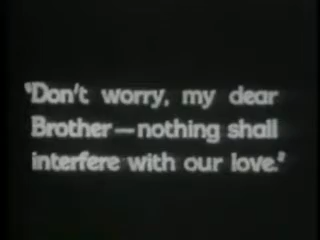 "Don't worry, my dear
Brother—nothing shall
interfere with our love."